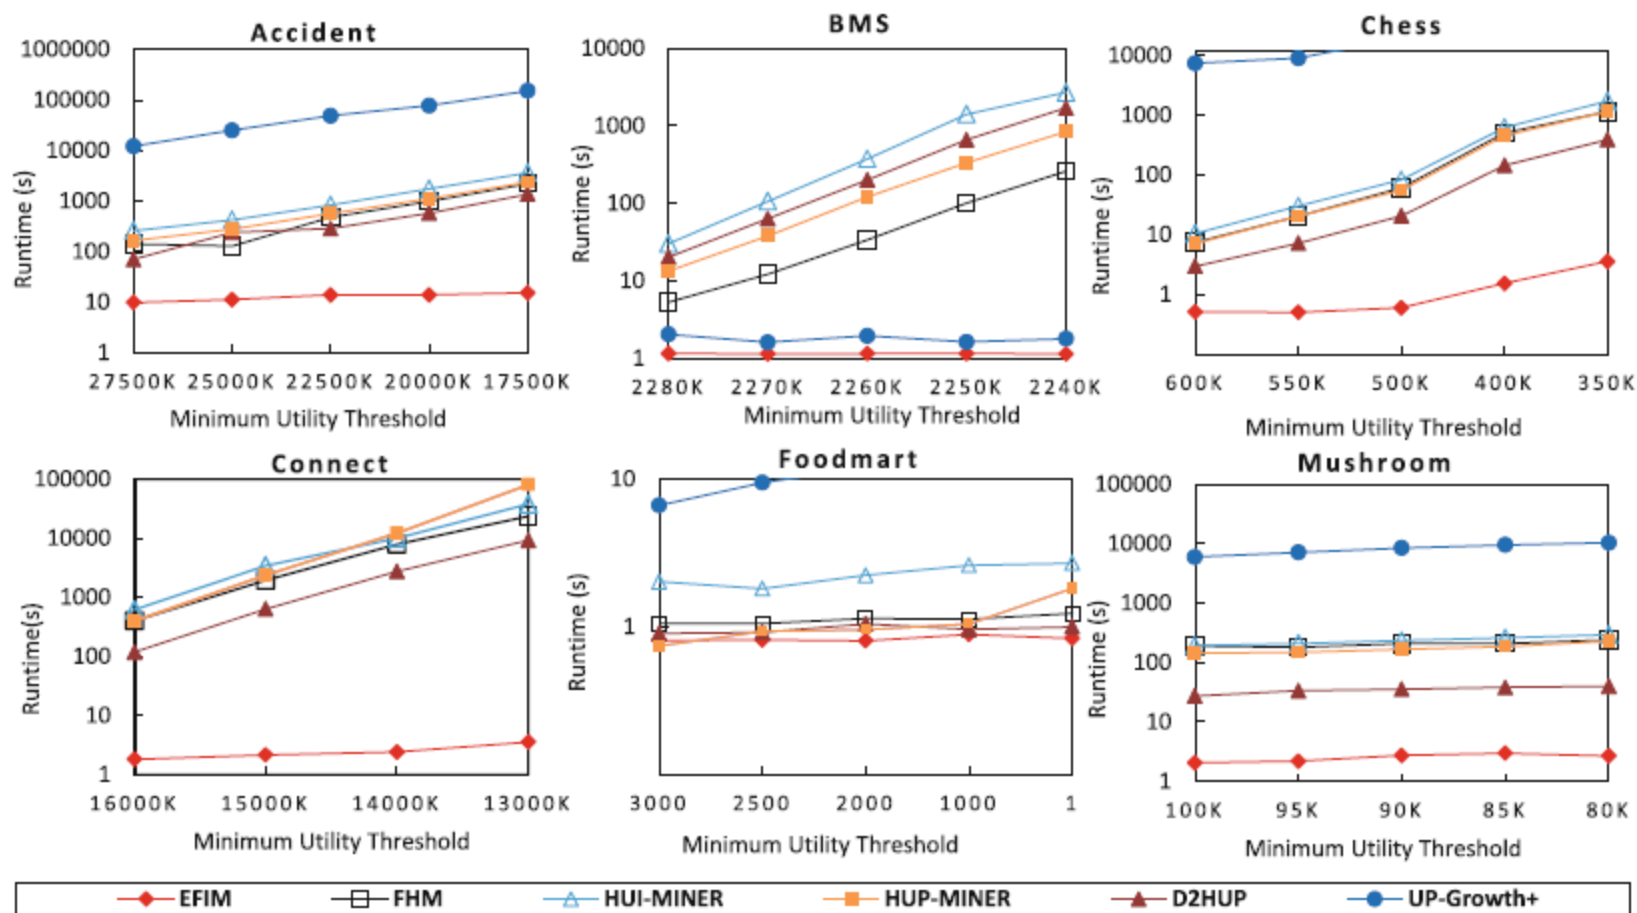 Accident
1000000
100000
10000
1000
100
10
1
Runtime (s)
27500K 25000K 22500K 20000K 17500K
Minimum Utility Threshold
BMS
10000
1000
100
10
1
Runtime (s)
2280K 2270K 2260K 2250K 2240K
Minimum Utility Threshold
Chess
10000
1000
100
10
1
Runtime (s)
600K 550K 500K 400K 350K
Minimum Utility Threshold
Connect
100000
10000
1000
100
10
1
Runtime(s)
16000K 15000K 14000K 13000K
Minimum Utility Threshold
Foodmart
10
1
Runtime (s)
3000 2500 2000 1000 1
Minimum Utility Threshold
Mushroom
100000
10000
1000
100
10
1
Runtime (s)
100K 95K 90K 85K 80K
Minimum Utility Threshold
EFIM FHM HUI-MINER HUP-MINER D2HUP UP-Growth+